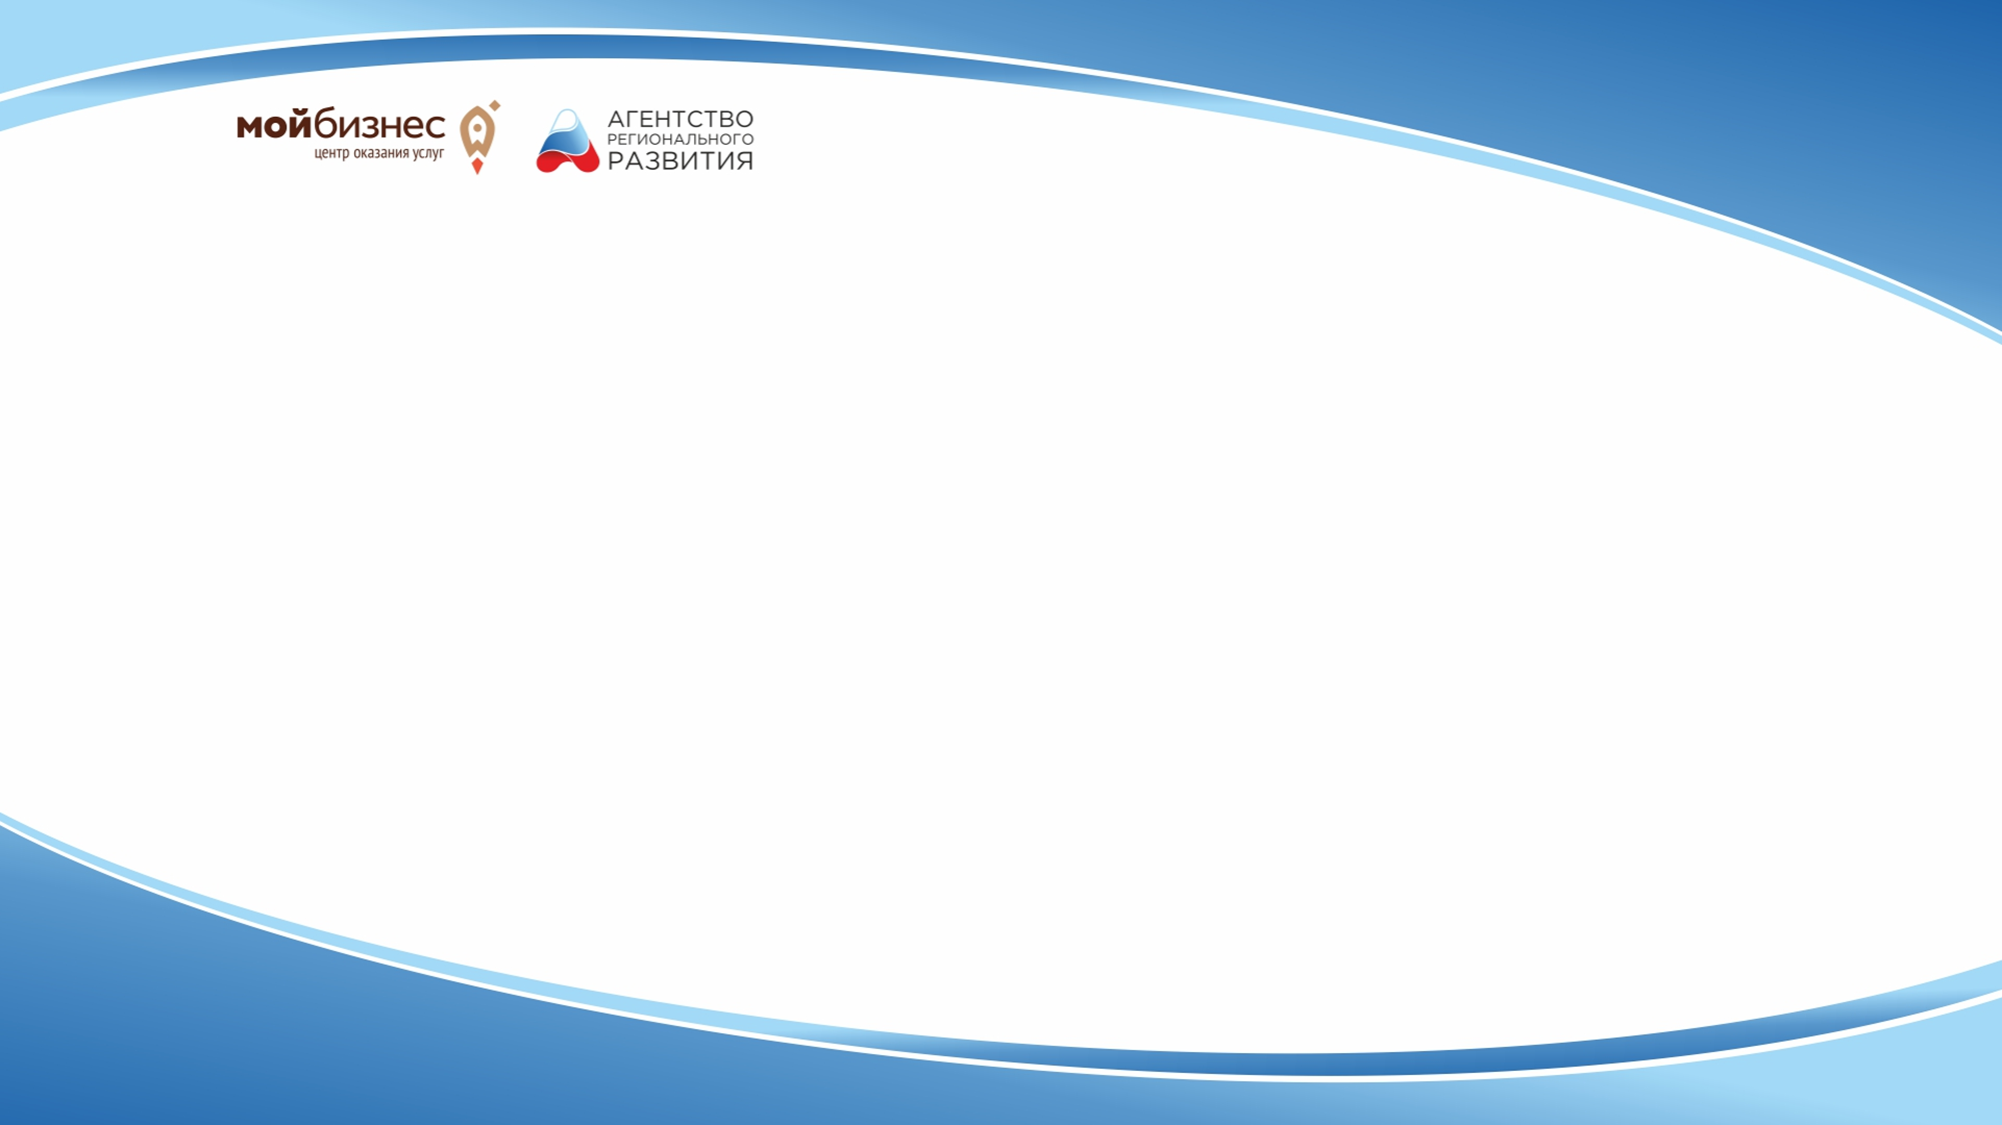 мойбизнес
центр оказания услуг
АГЕНТСТВО
РЕГИОНАЛЬНОГО
РАЗВИТИЯ